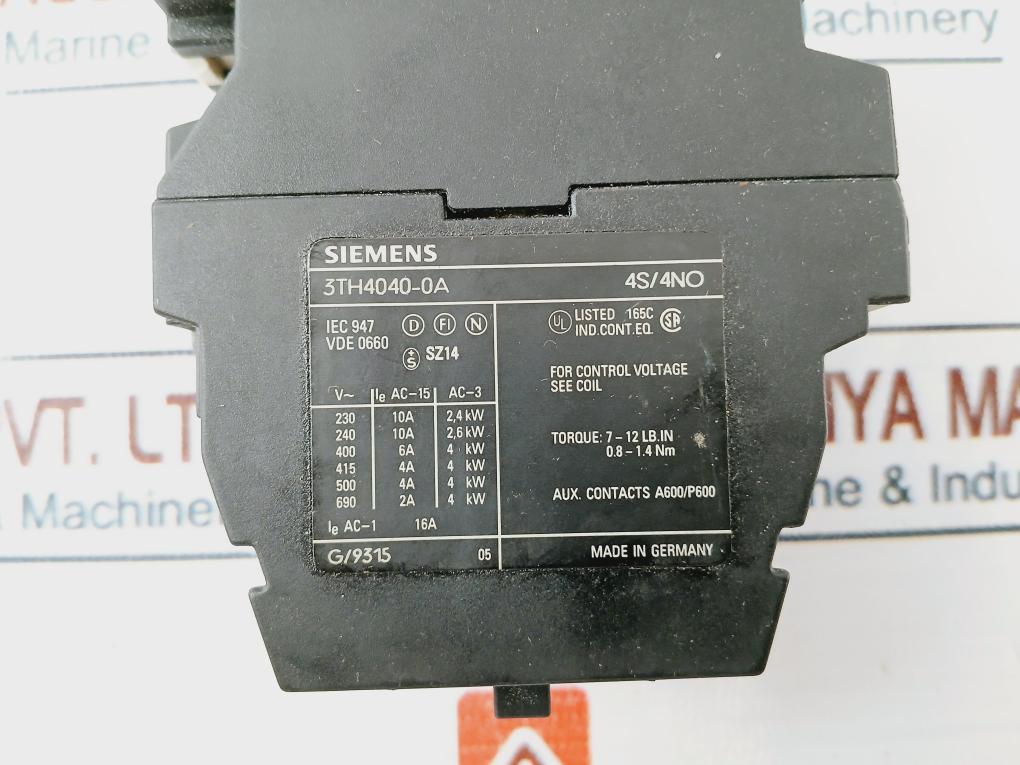 Marine
achinery
Machine
SIEMENS
3TH4040-0A 4S/4NO
IEC 947 D FI N
VDE 0660
+S SZ14
UL LISTED 165C SA
IND.CONT.EQ.
FOR CONTROL VOLTAGE
SEE COIL
V~ Ie AC-15 AC-3
230 10A 2,4 kW
240 10A 2,6 kW
400 6A 4 kW
415 4A 4 kW
500 4A 4 kW
690 2A 4 kW
Ie AC-1 16A
TORQUE: 7-12 LB.IN
0.8-1.4 Nm
AUX. CONTACTS A600/P600
G/9315 05
MADE IN GERMANY
VT. LT
YA MA
Machinery
ne & Indu